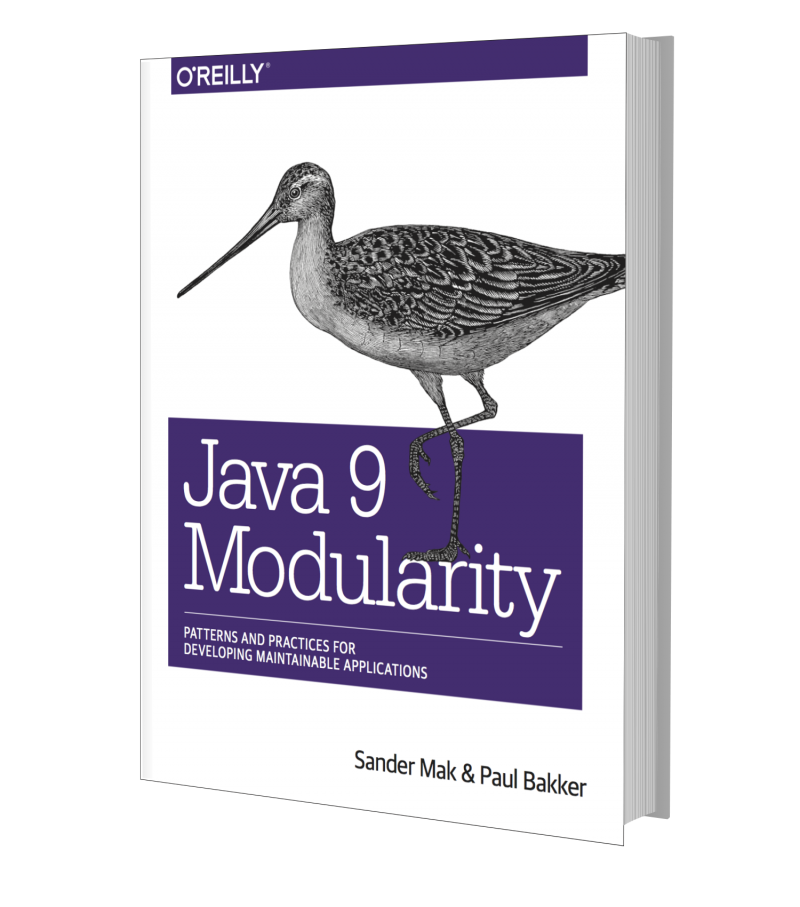 O'REILLY®
Java 9
Modularity
PATTERNS AND PRACTICES FOR
DEVELOPING MAINTAINABLE APPLICATIONS
Sander Mak & Paul Bakker